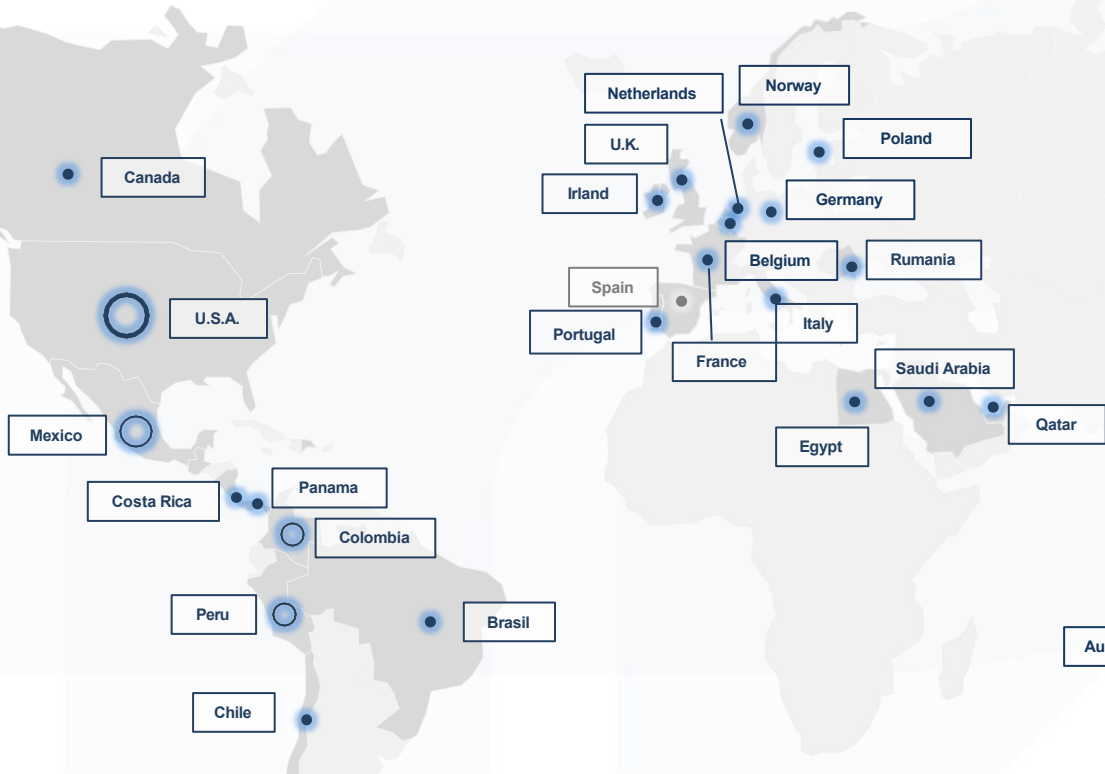 Norway
Netherlands
Poland
U.K.
Canada
Irland
Germany
Belgium
Rumania
Spain
U.S.A.
Italy
Portugal
France
Saudi Arabia
Qatar
Mexico
Egypt
Panama
Costa Rica
Colombia
Peru
Brasil
Au
Chile